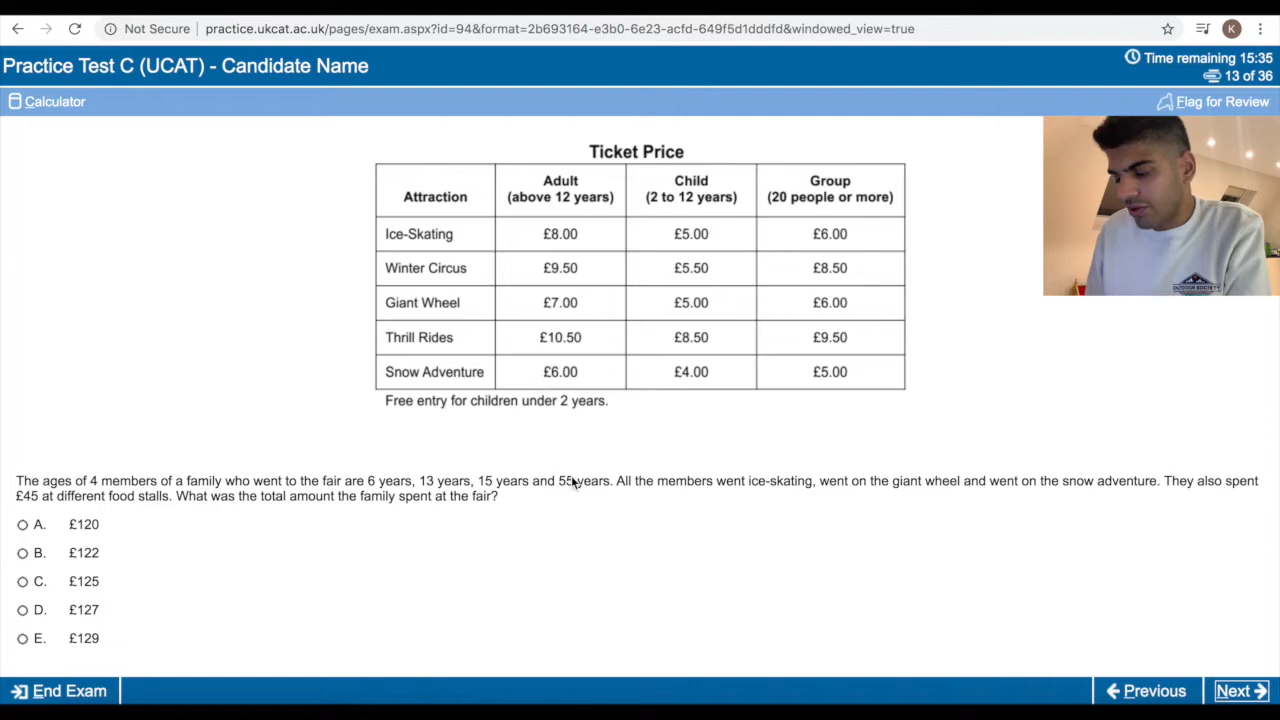 Not Secure practice.ukcat.ac.uk/pages/exam.aspx?id=94&format=2b693164-e3b0-6e23-acfd-649f5d1dddfd&windowed_view=true K
Practice Test C (UCAT) - Candidate Name
Time remaining 15:35
13 of 36
Calculator
Flag for Review
Ticket Price
Attraction Adult (above 12 years) Child (2 to 12 years) Group (20 people or more)
Ice-Skating £8.00 £5.00 £6.00
Winter Circus £9.50 £5.50 £8.50
Giant Wheel £7.00 £5.00 £6.00
Thrill Rides £10.50 £8.50 £9.50
Snow Adventure £6.00 £4.00 £5.00
Free entry for children under 2 years.
OUTDOOR SOCIETY
The ages of 4 members of a family who went to the fair are 6 years, 13 years, 15 years and 55 years. All the members went ice-skating, went on the giant wheel and went on the snow adventure. They also spent
£45 at different food stalls. What was the total amount the family spent at the fair?
A. £120
B. £122
C. £125
D. £127
E. £129
End Exam
Previous
Next